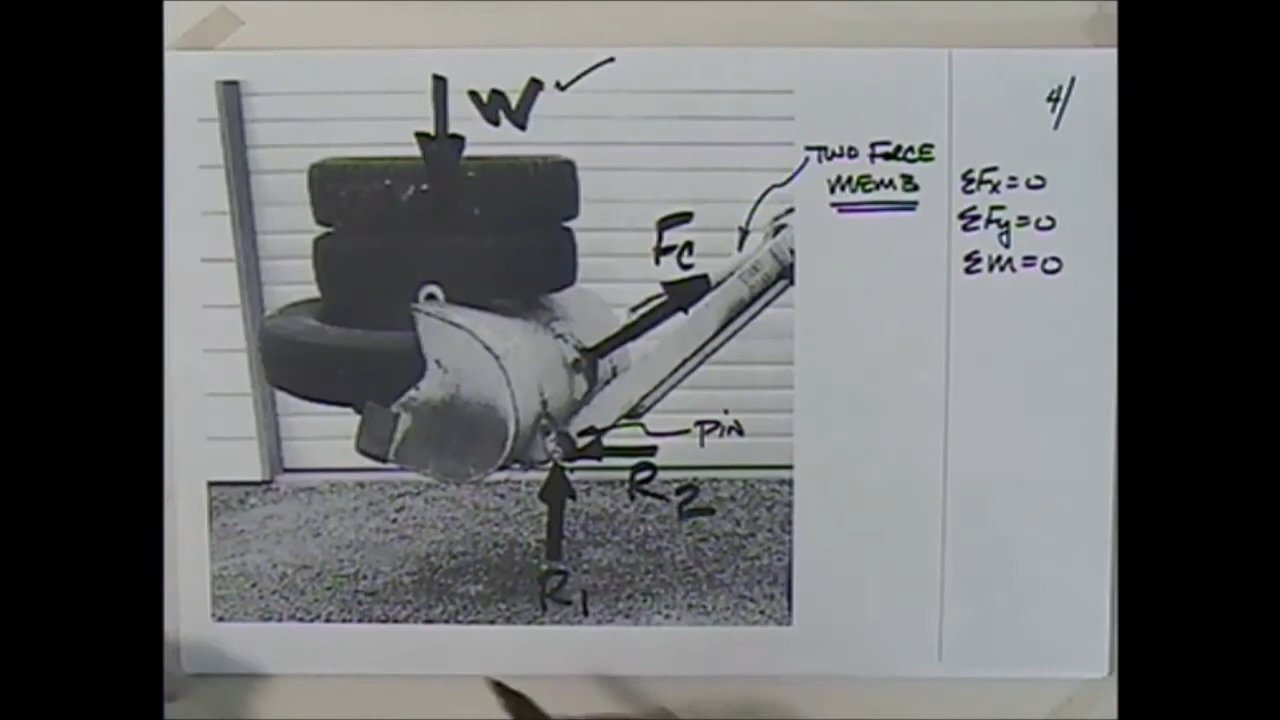 W ✓
4/
TWO FORCE
MEMB
Fc
ΣFx=0
ΣFy=0
ΣM=0
PIN
R2
R1